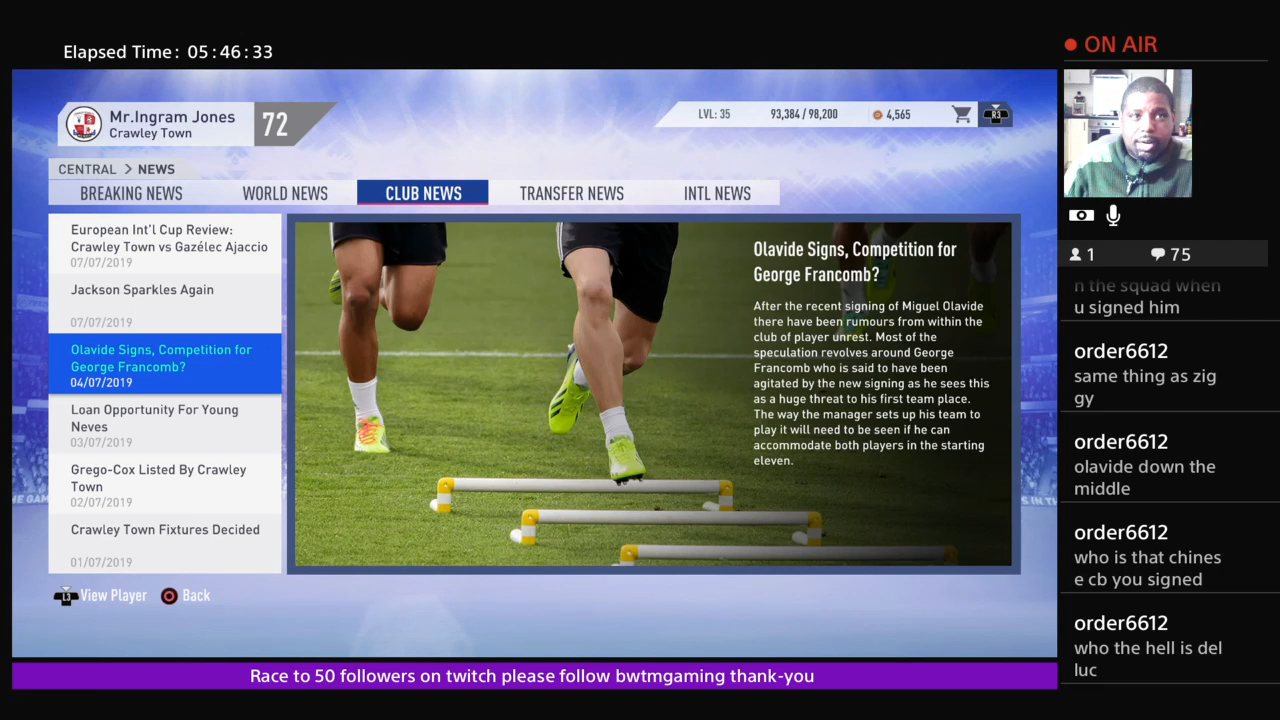 Elapsed Time: 05:46:33
ON AIR
Mr.Ingram Jones
Crawley Town
72
LVL: 35
93,384 / 98,200
4,565
R3
CENTRAL > NEWS
BREAKING NEWS
WORLD NEWS
CLUB NEWS
TRANSFER NEWS
INTL NEWS
European Int'l Cup Review:
Crawley Town vs Gazélec Ajaccio
07/07/2019
Jackson Sparkles Again
07/07/2019
Olavide Signs, Competition for
George Francomb?
04/07/2019
Loan Opportunity For Young
Neves
03/07/2019
Grego-Cox Listed By Crawley
Town
02/07/2019
Crawley Town Fixtures Decided
01/07/2019
Olavide Signs, Competition for
George Francomb?
After the recent signing of Miguel Olavide
there have been rumours from within the
club of player unrest. Most of the
speculation revolves around George
Francomb who is said to have been
agitated by the new signing as he sees this
as a huge threat to his first team place.
The way the manager sets up his team to
play it will need to be seen if he can
accommodate both players in the starting
eleven.
L3 View Player
Back
Race to 50 followers on twitch please follow bwtmgaming thank-you
1
75
n the squad when
u signed him
order6612
same thing as zig
gy
order6612
olavide down the
middle
order6612
who is that chines
e cb you signed
order6612
who the hell is del
luc